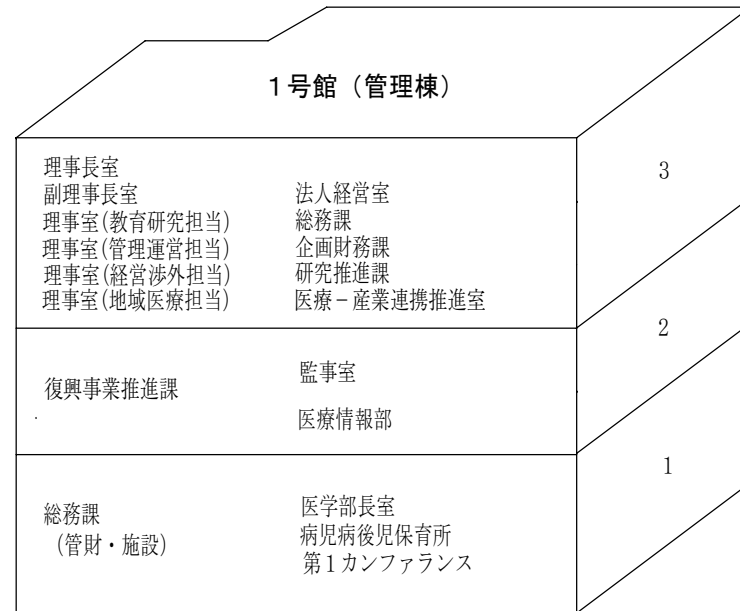 1号館（管理棟）
理事長室
副理事長室
理事室(教育研究担当)
理事室(管理運営担当)
理事室(経営渉外担当)
理事室(地域医療担当)
法人経営室
総務課
企画財務課
研究推進課
医療－産業連携推進室
3
復興事業推進課
監事室
医療情報部
2
総務課
(管財・施設)
医学部長室
病児病後児保育所
第1カンファランス
1